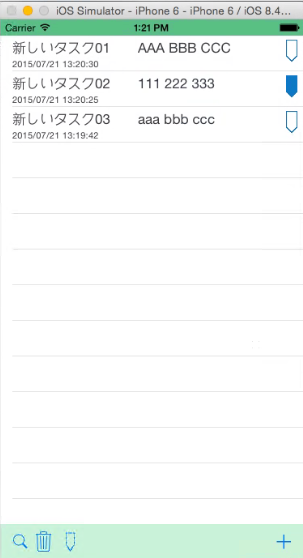 iOS Simulator - iPhone 6 - iPhone 6 / iOS 8.4...
Carrier 1:21 PM
新しいタスク01 AAA BBB CCC
2015/07/21 13:20:30
新しいタスク02 111 222 333
2015/07/21 13:20:25
新しいタスク03 aaa bbb ccc
2015/07/21 13:19:42